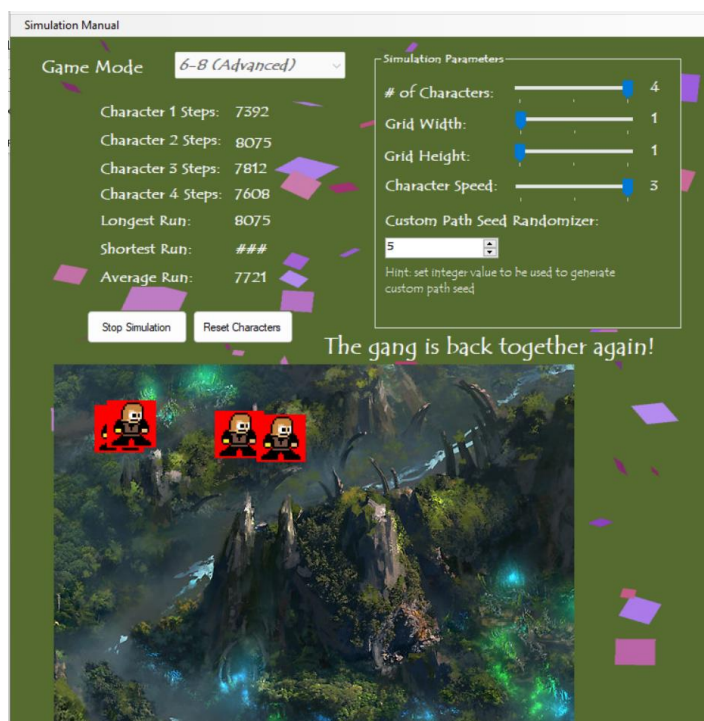 Simulation Manual
Game Mode
6-8 (Advanced)
Character 1 Steps: 7392
Character 2 Steps: 8075
Character 3 Steps: 7812
Character 4 Steps: 7608
Longest Run: 8075
Shortest Run: ###
Average Run: 7721
Stop Simulation
Reset Characters
Simulation Parameters
# of Characters: 4
Grid Width: 1
Grid Height: 1
Character Speed: 3
Custom Path Seed Randomizer:
5
Hint: set integer value to be used to generate
custom path seed
The gang is back together again!